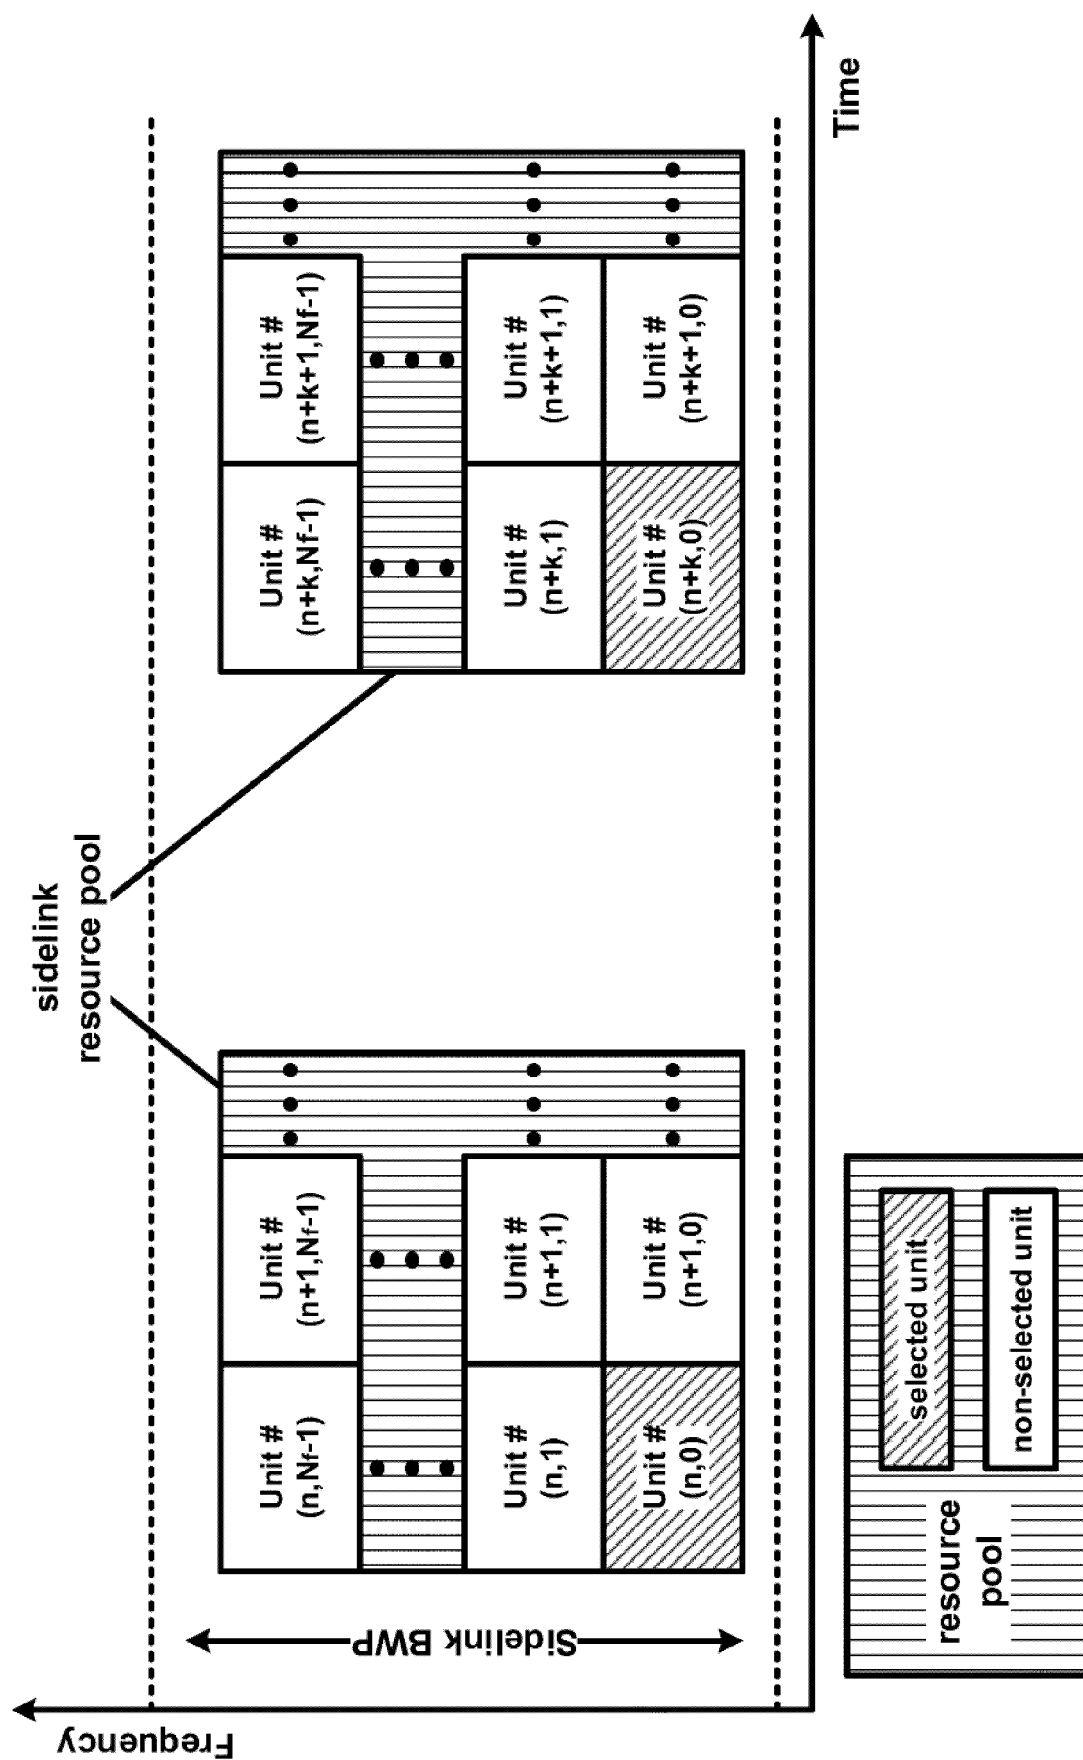 Frequency
sidelink
resource pool
Sidelink BWP
Unit #
(n,Nf-1)
Unit #
(n+1,Nf-1)
Unit #
(n,1)
Unit #
(n+1,1)
Unit #
(n,0)
Unit #
(n+1,0)
Unit #
(n+k,Nf-1)
Unit #
(n+k+1,Nf-1)
Unit #
(n+k,1)
Unit #
(n+k+1,1)
Unit #
(n+k,0)
Unit #
(n+k+1,0)
Time
resource
pool
selected unit
non-selected unit